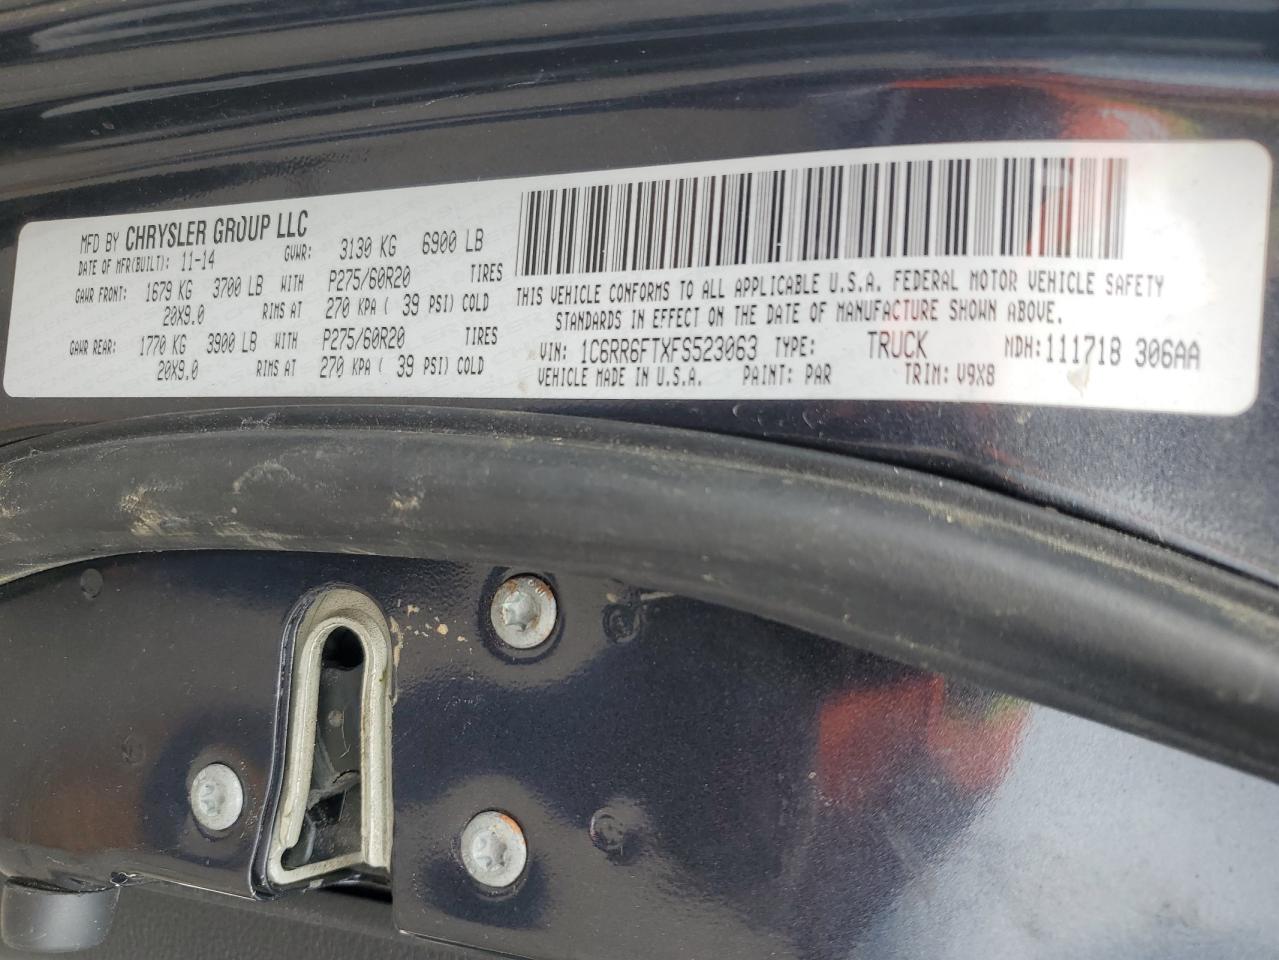 MFD BY CHRYSLER GROUP LLC
DATE OF MFR(BUILT): 11-14 GVWR: 3130 KG 6900 LB
GAWR FRONT: 1679 KG 3700 LB WITH P275/60R20 TIRES
20X9.0 RIMS AT 270 KPA ( 39 PSI) COLD
GAWR REAR: 1770 KG 3900 LB WITH P275/60R20 TIRES
20X9.0 RIMS AT 270 KPA ( 39 PSI) COLD
THIS VEHICLE CONFORMS TO ALL APPLICABLE U.S.A. FEDERAL MOTOR VEHICLE SAFETY
STANDARDS IN EFFECT ON THE DATE OF MANUFACTURE SHOWN ABOVE.
VIN: 1C6RR6FTXFS523063 TYPE: TRUCK MDH:111718 306AA
VEHICLE MADE IN U.S.A. PAINT: PAR TRIM: V9X8